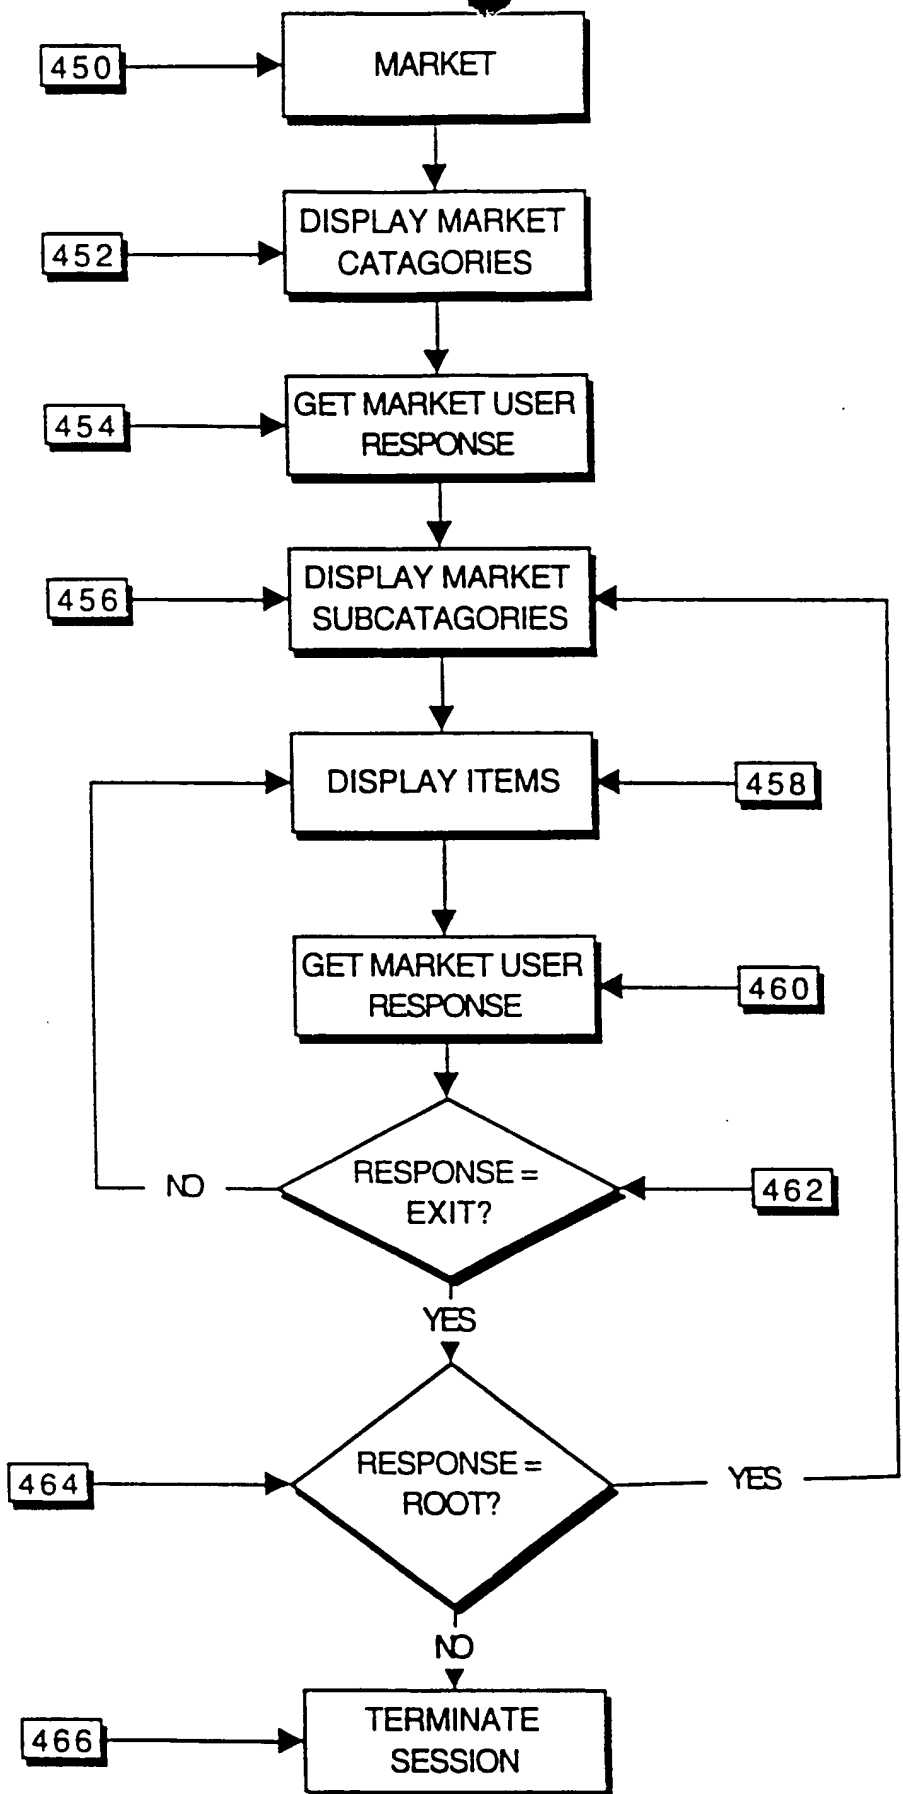 450
MARKET
452
DISPLAY MARKET
CATAGORIES
454
GET MARKET USER
RESPONSE
456
DISPLAY MARKET
SUBCATAGORIES
DISPLAY ITEMS
458
GET MARKET USER
RESPONSE
460
NO
RESPONSE =
EXIT?
462
YES
464
RESPONSE =
ROOT?
YES
NO
466
TERMINATE
SESSION